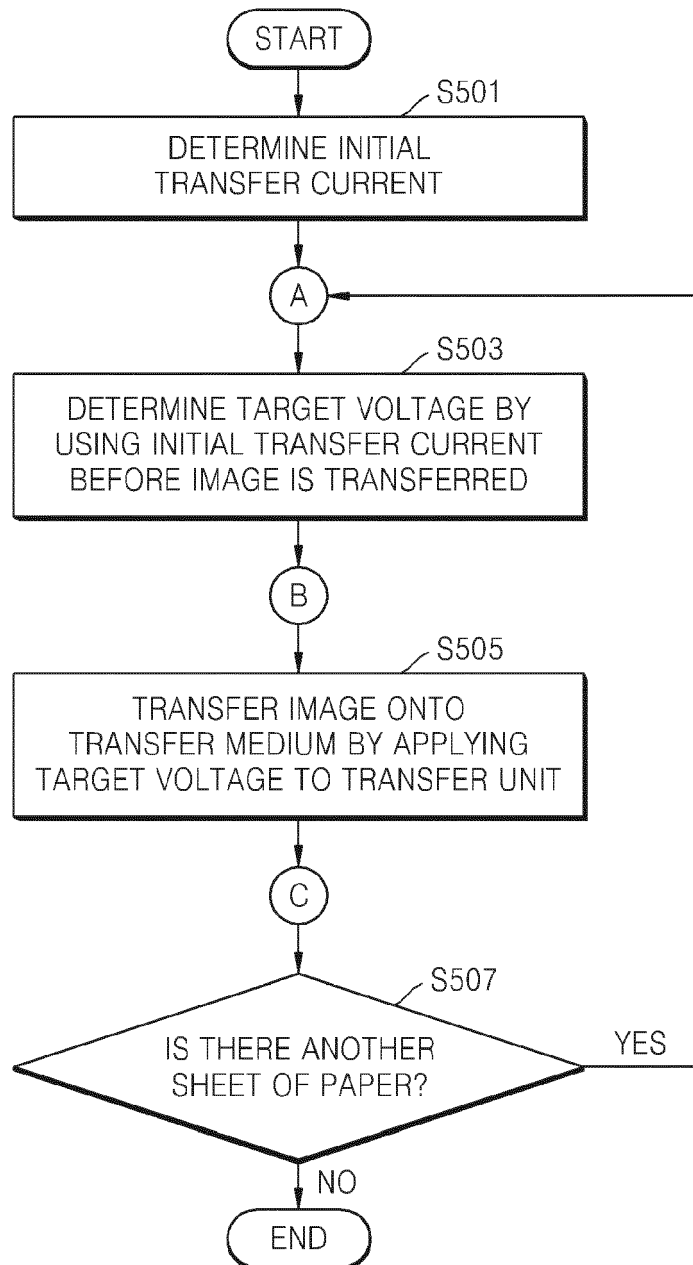 START
S501
DETERMINE INITIAL
TRANSFER CURRENT
A
S503
DETERMINE TARGET VOLTAGE BY
USING INITIAL TRANSFER CURRENT
BEFORE IMAGE IS TRANSFERRED
B
S505
TRANSFER IMAGE ONTO
TRANSFER MEDIUM BY APPLYING
TARGET VOLTAGE TO TRANSFER UNIT
C
S507
IS THERE ANOTHER
SHEET OF PAPER?
YES
NO
END